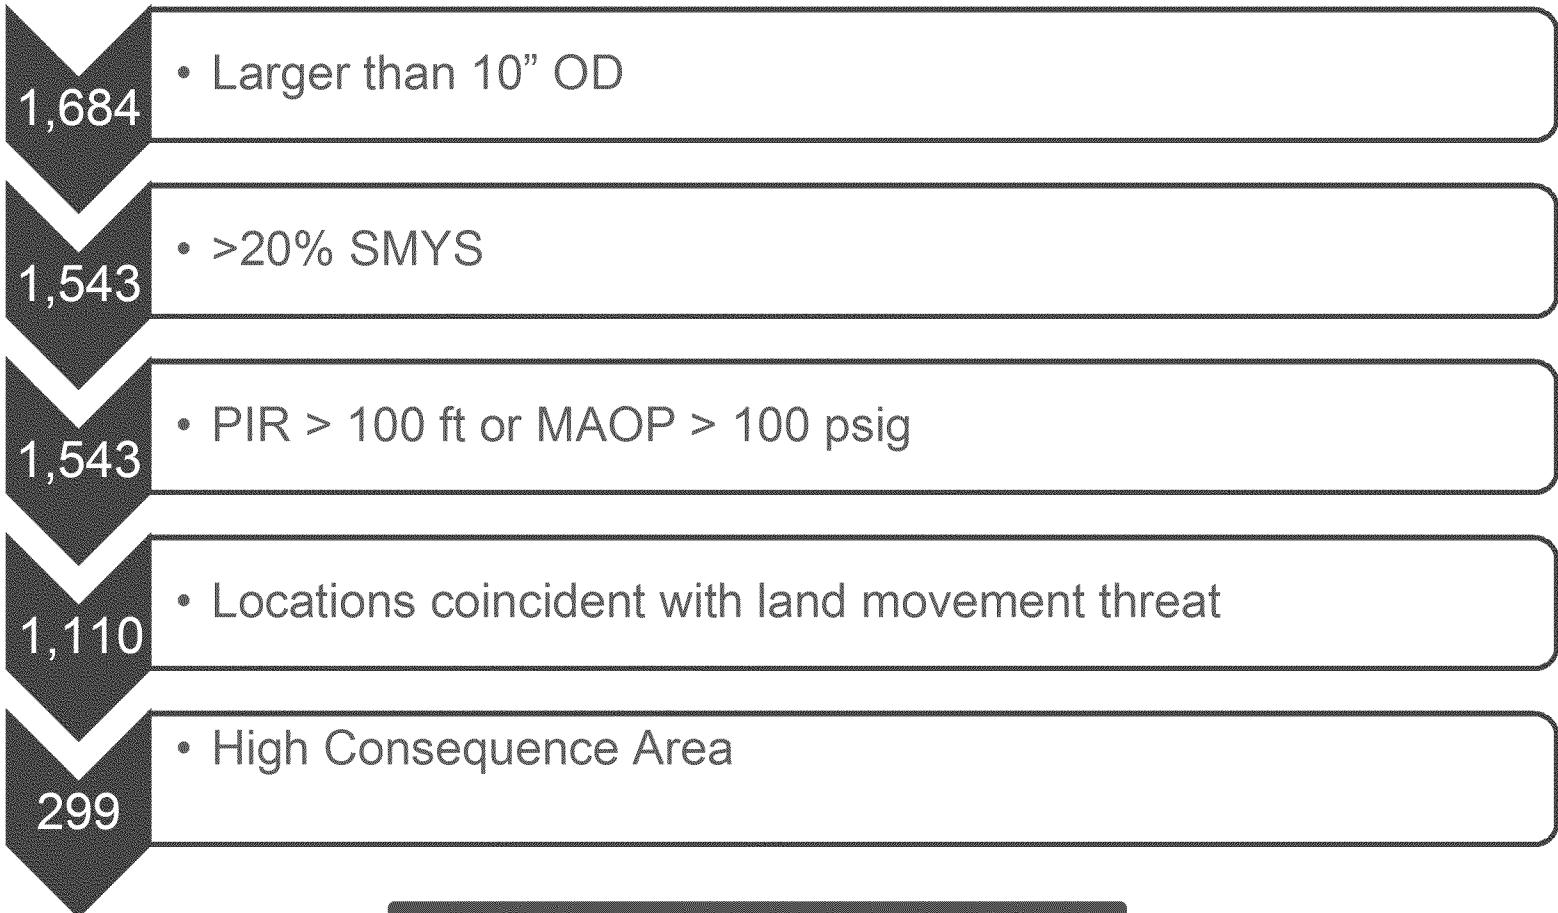 1,684
• Larger than 10” OD
1,543
• >20% SMYS
1,543
• PIR > 100 ft or MAOP > 100 psig
1,110
• Locations coincident with land movement threat
299
• High Consequence Area